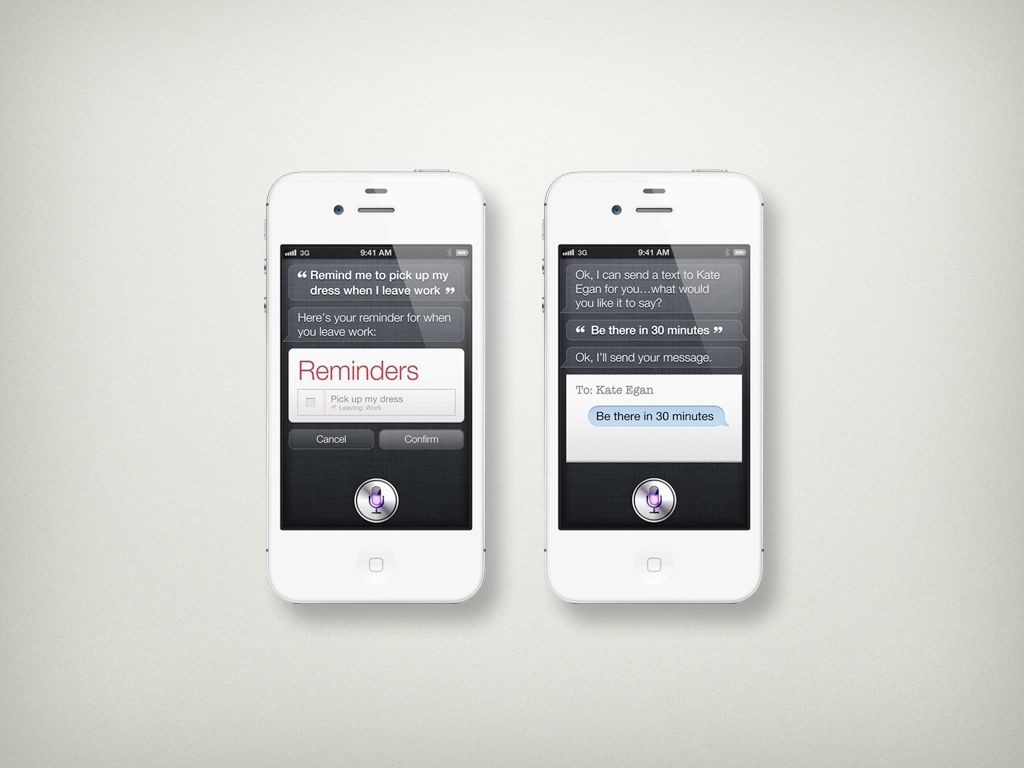 3G 9:41 AM
“ Remind me to pick up my
dress when I leave work ”
Here's your reminder for when
you leave work:
Reminders
Pick up my dress
Leaving: Work
Cancel Confirm
3G 9:41 AM
Ok, I can send a text to Kate
Egan for you…what would
you like it to say?
“ Be there in 30 minutes ”
Ok, I'll send your message.
To: Kate Egan
Be there in 30 minutes